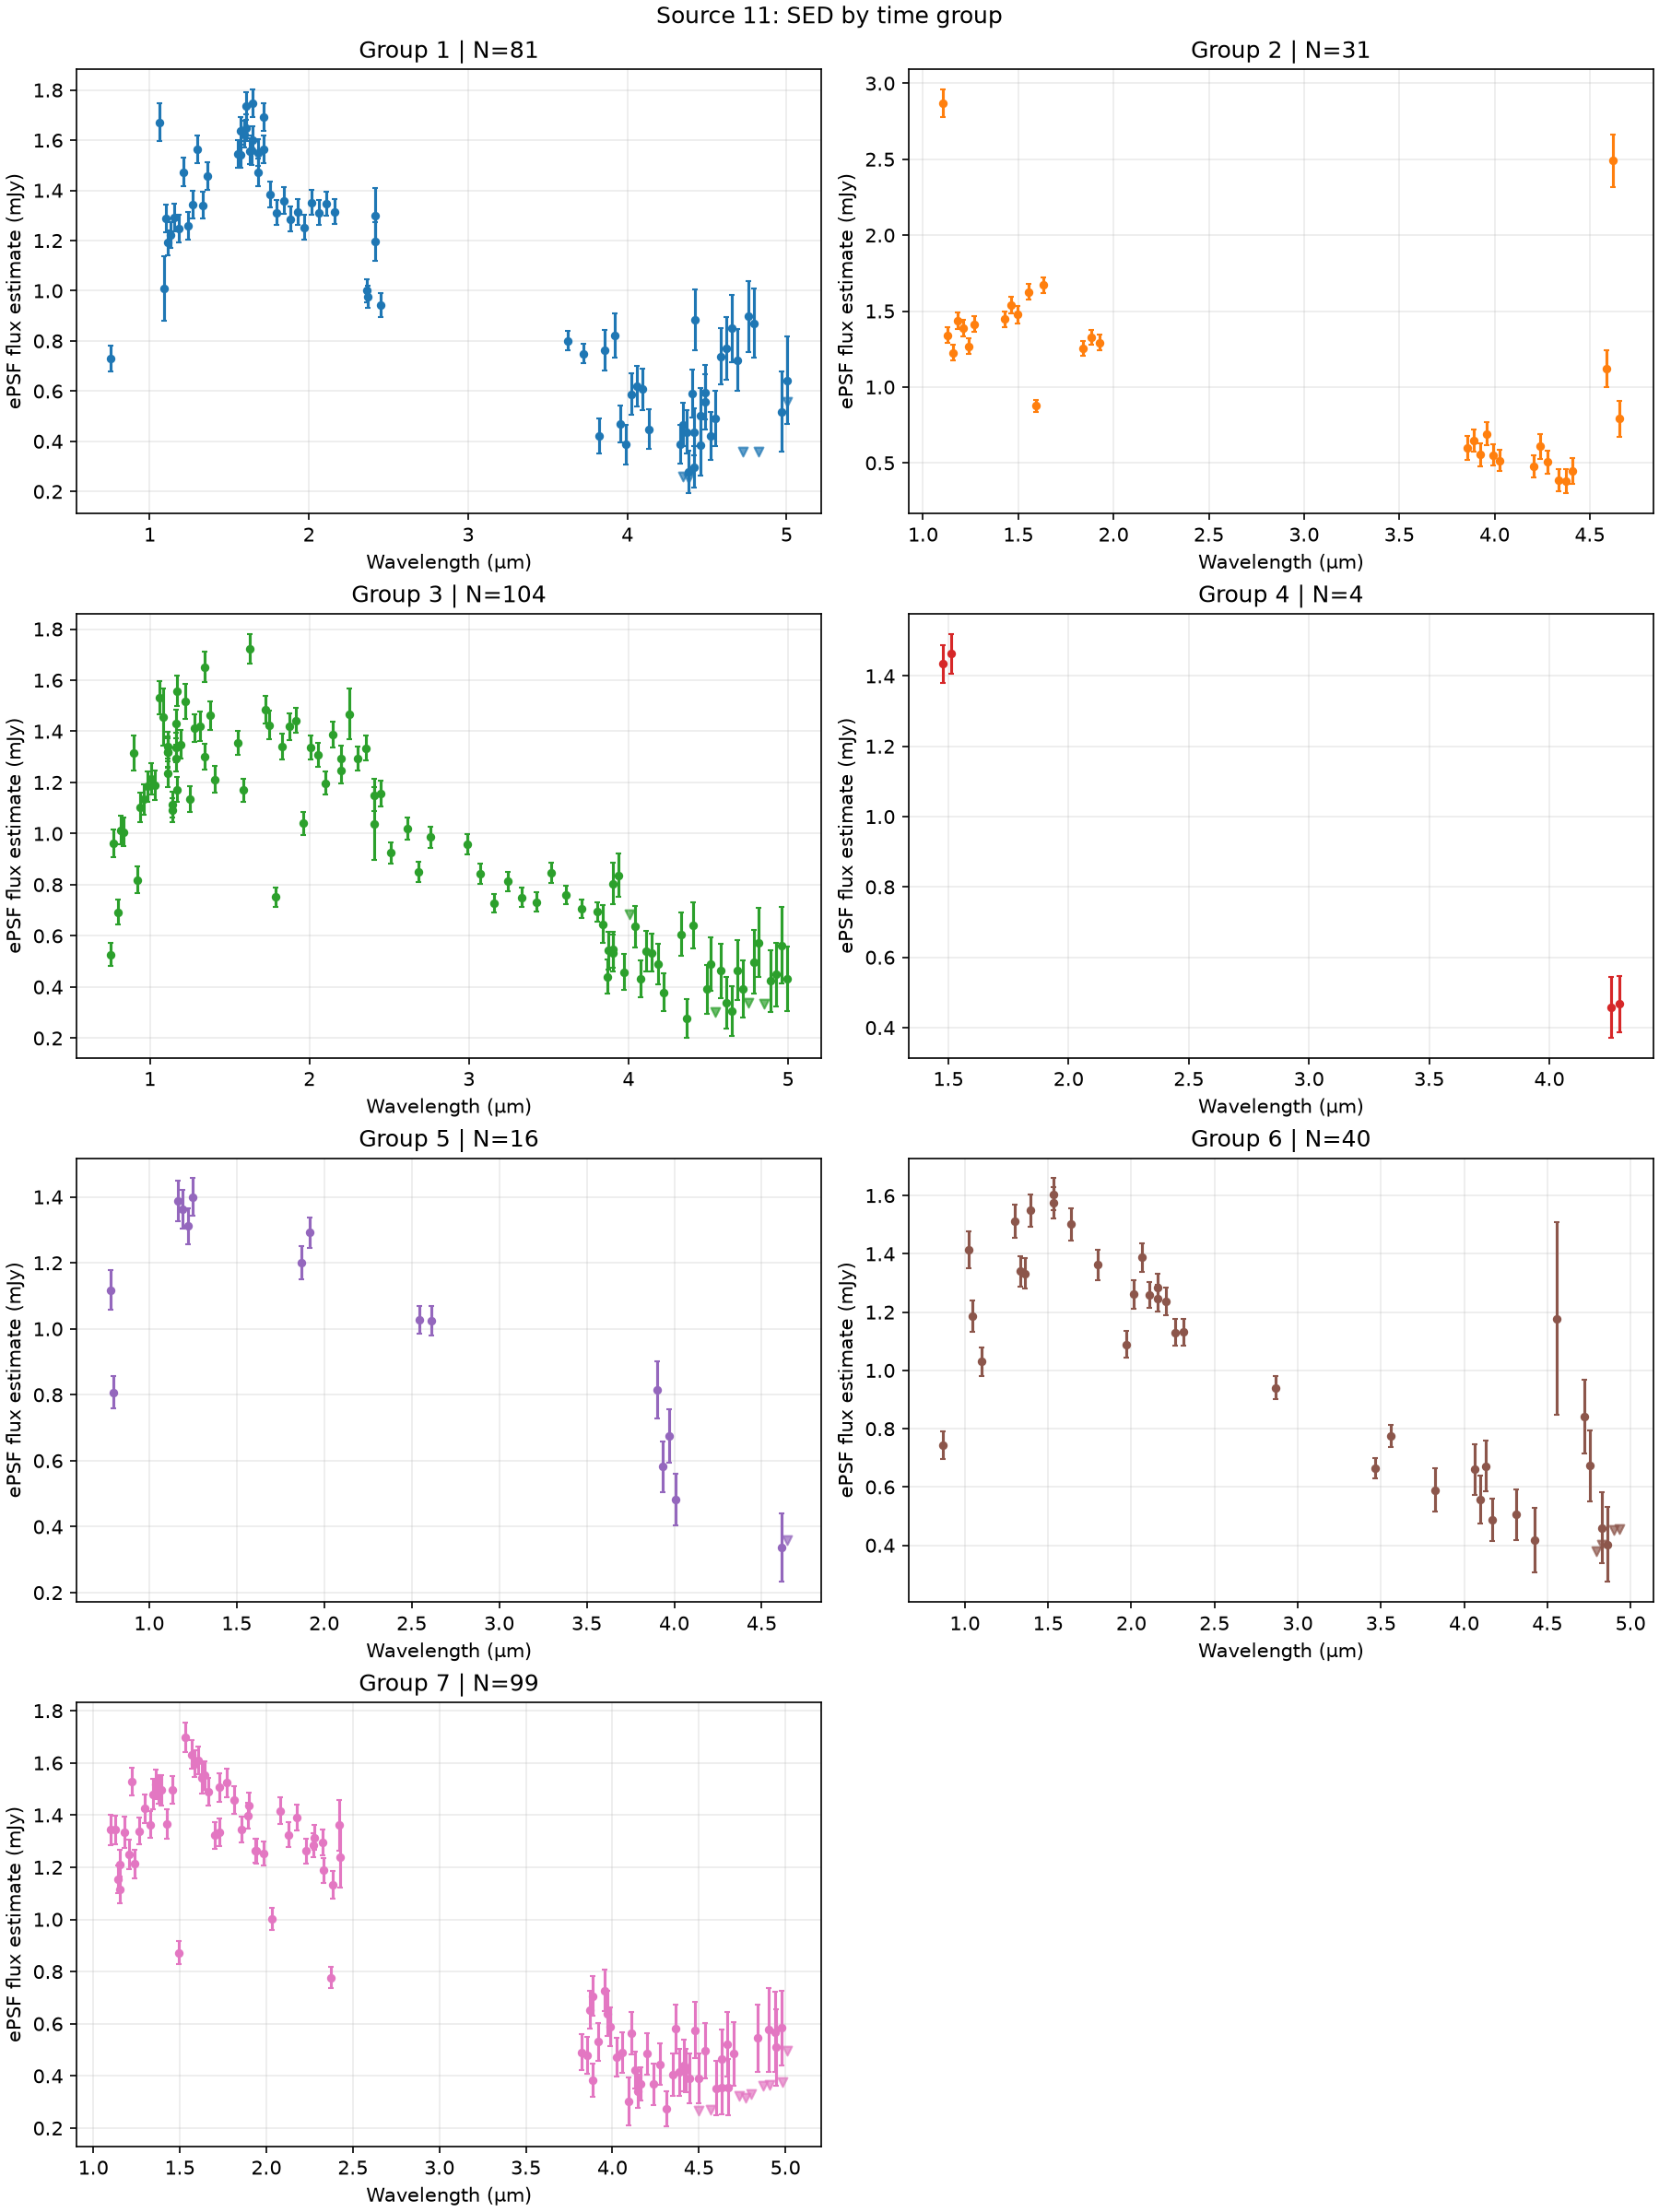 Source 11: SED by time group
Group 1 | N=81
ePSF flux estimate (mJy)
1.8
1.6
1.4
1.2
1.0
0.8
0.6
0.4
0.2
1 2 3 4 5
Wavelength (µm)
Group 2 | N=31
ePSF flux estimate (mJy)
3.0
2.5
2.0
1.5
1.0
0.5
1.0 1.5 2.0 2.5 3.0 3.5 4.0 4.5
Wavelength (µm)
Group 3 | N=104
ePSF flux estimate (mJy)
1.8
1.6
1.4
1.2
1.0
0.8
0.6
0.4
0.2
1 2 3 4 5
Wavelength (µm)
Group 4 | N=4
ePSF flux estimate (mJy)
1.4
1.2
1.0
0.8
0.6
0.4
1.5 2.0 2.5 3.0 3.5 4.0
Wavelength (µm)
Group 5 | N=16
ePSF flux estimate (mJy)
1.4
1.2
1.0
0.8
0.6
0.4
0.2
1.0 1.5 2.0 2.5 3.0 3.5 4.0 4.5
Wavelength (µm)
Group 6 | N=40
ePSF flux estimate (mJy)
1.6
1.4
1.2
1.0
0.8
0.6
0.4
1.0 1.5 2.0 2.5 3.0 3.5 4.0 4.5 5.0
Wavelength (µm)
Group 7 | N=99
ePSF flux estimate (mJy)
1.8
1.6
1.4
1.2
1.0
0.8
0.6
0.4
0.2
1.0 1.5 2.0 2.5 3.0 3.5 4.0 4.5 5.0
Wavelength (µm)